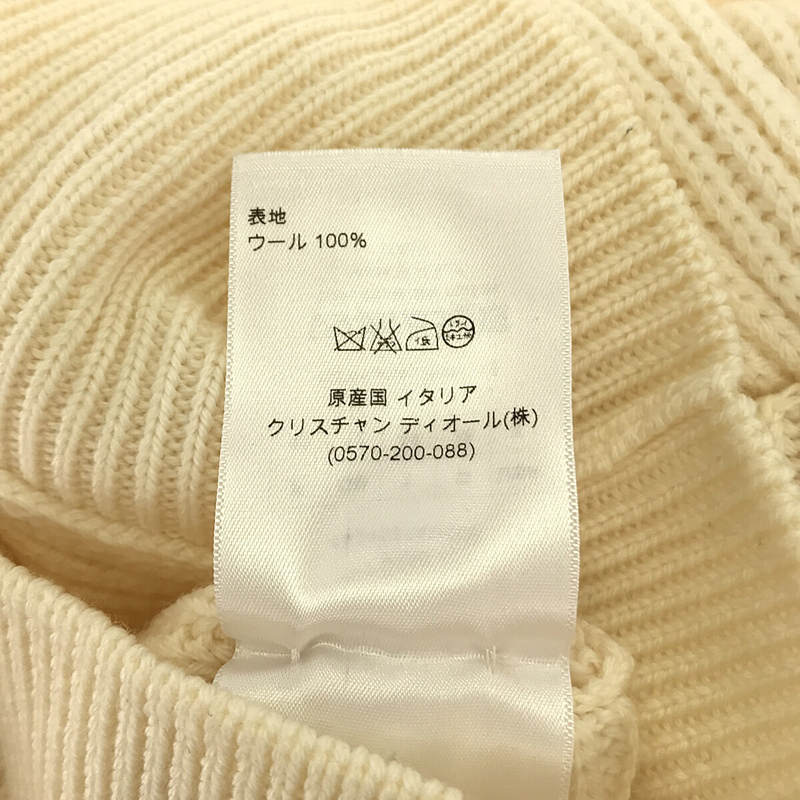 表地
ウール 100%
原産国 イタリア
クリスチャン ディオール(株)
(0570-200-088)